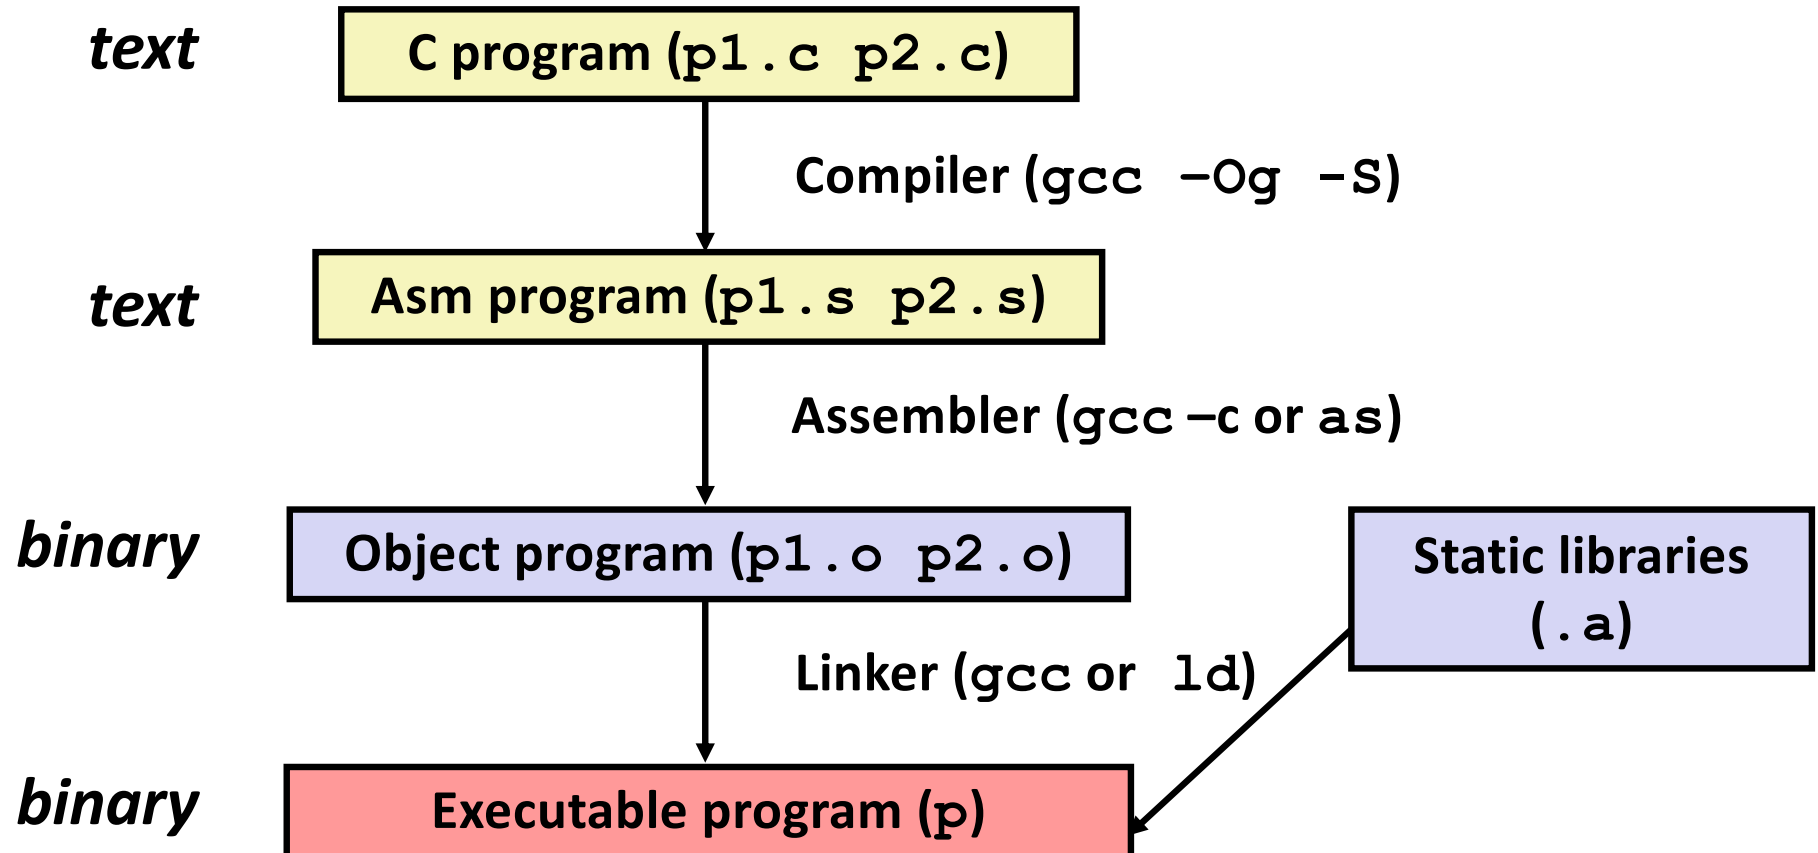 text
C program (p1.c p2.c)
Compiler (gcc –Og -S)
text
Asm program (p1.s p2.s)
Assembler (gcc –c or as)
binary
Object program (p1.o p2.o)
Static libraries
(.a)
Linker (gcc or ld)
binary
Executable program (p)